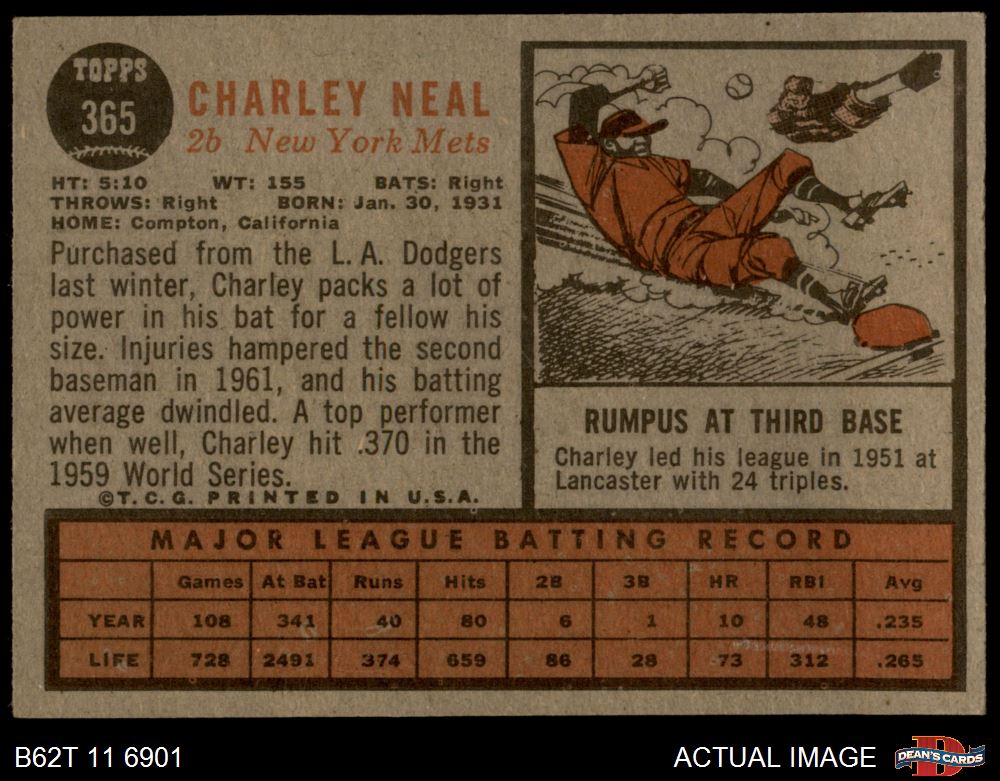 TOPPS
365
CHARLEY NEAL
2b New York Mets
HT: 5:10 WT: 155 BATS: Right
THROWS: Right BORN: Jan. 30, 1931
HOME: Compton, California
Purchased from the L.A. Dodgers
last winter, Charley packs a lot of
power in his bat for a fellow his
size. Injuries hampered the second
baseman in 1961, and his batting
average dwindled. A top performer
when well, Charley hit .370 in the
1959 World Series.
©T.C.G. PRINTED IN U.S.A.
RUMPUS AT THIRD BASE
Charley led his league in 1951 at
Lancaster with 24 triples.
MAJOR LEAGUE BATTING RECORD
Games At Bat Runs Hits 2B 3B HR RBI Avg
YEAR 108 341 40 80 6 1 10 48 .235
LIFE 728 2491 374 659 86 28 73 312 .265
B62T 11 6901
ACTUAL IMAGE
D
DEAN'S CARDS